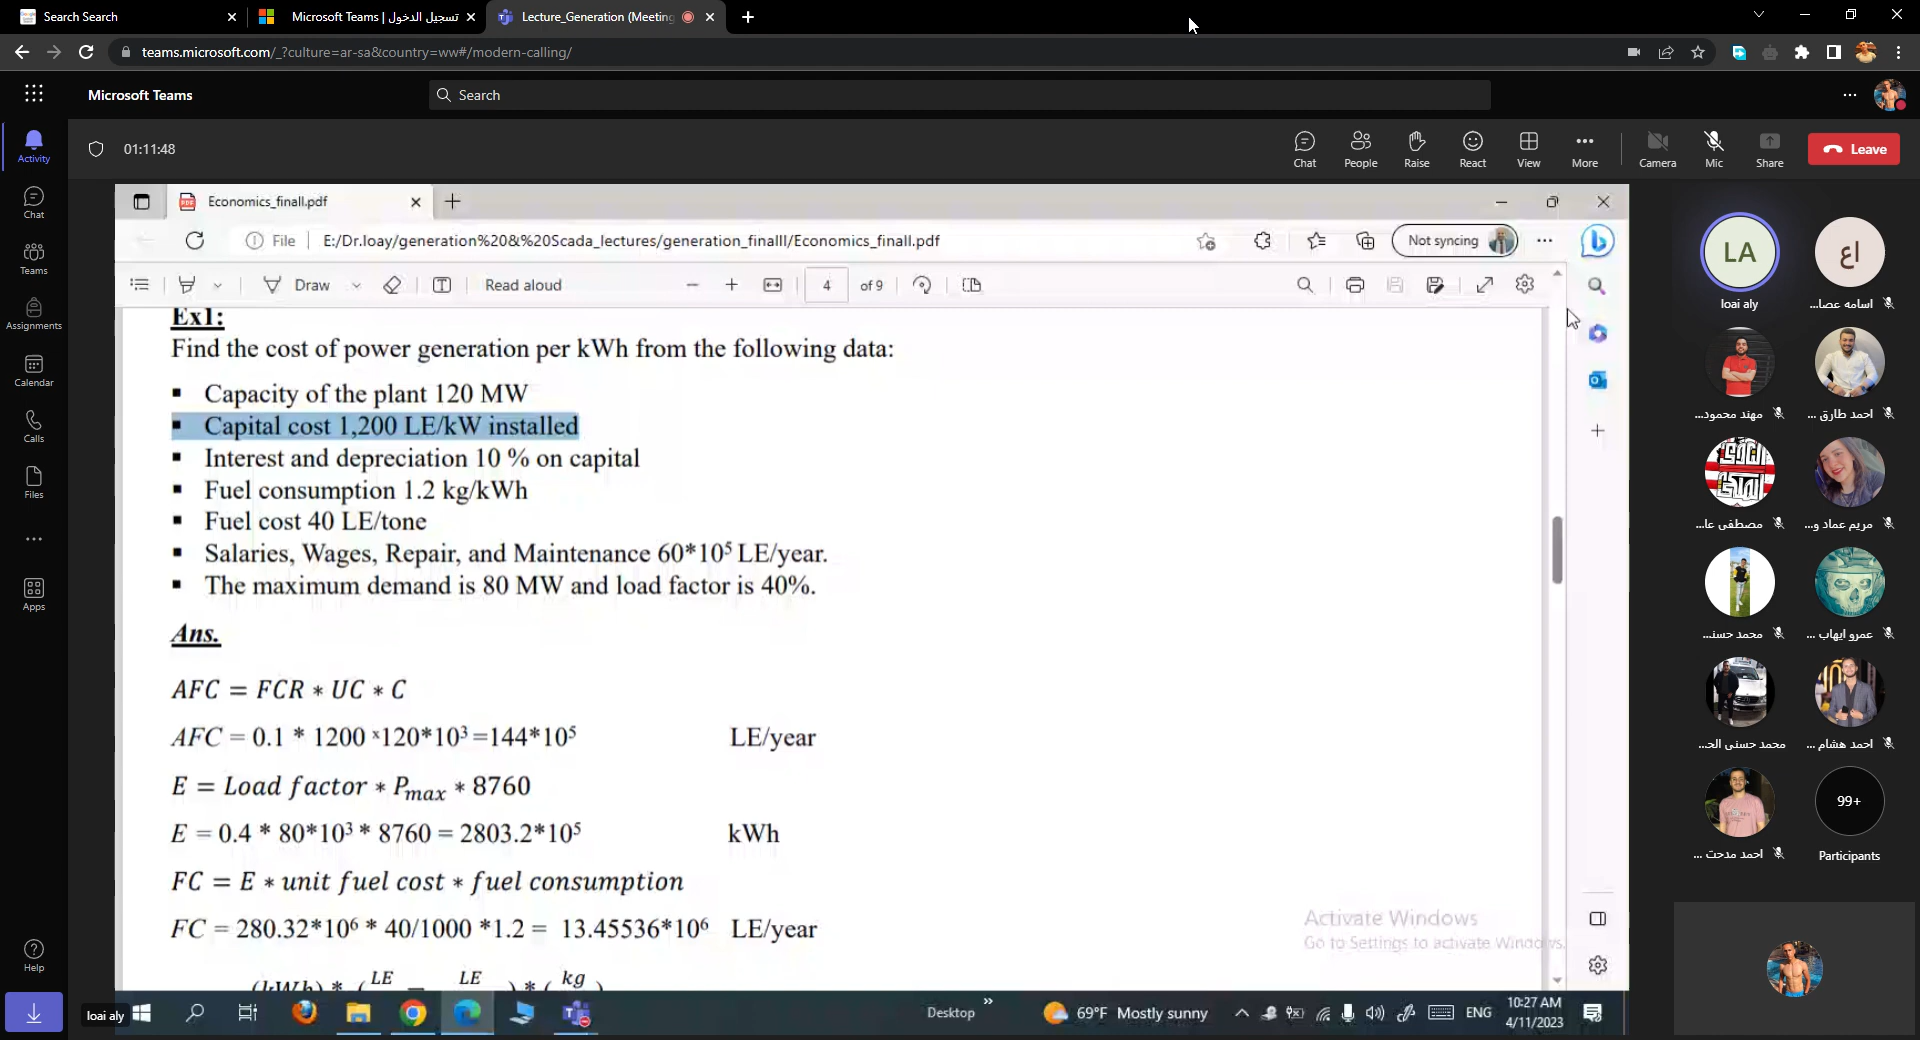 Search Search
Microsoft Teams | تسجيل الدخول
Lecture_Generation (Meeting
teams.microsoft.com/_?culture=ar-sa&country=ww#/modern-calling/
Microsoft Teams
Search
01:11:48
Chat
People
Raise
React
View
More
Camera
Mic
Share
Leave
Activity
Chat
Teams
Assignments
Calendar
Calls
Files
Apps
Help
Economics_finall.pdf
File
E:/Dr.loay/generation%20&%20Scada_lectures/generation_finalll/Economics_finall.pdf
Not syncing
Draw
Read aloud
4 of 9
Ex1:
Find the cost of power generation per kWh from the following data:
▪ Capacity of the plant 120 MW
▪ Capital cost 1,200 LE/kW installed
▪ Interest and depreciation 10 % on capital
▪ Fuel consumption 1.2 kg/kWh
▪ Fuel cost 40 LE/tone
▪ Salaries, Wages, Repair, and Maintenance 60*10⁵ LE/year.
▪ The maximum demand is 80 MW and load factor is 40%.
Ans.
AFC = FCR * UC * C
AFC = 0.1 * 1200 ×120*10³ =144*10⁵ LE/year
E = Load factor * Pmax * 8760
E = 0.4 * 80*10³ * 8760 = 2803.2*10⁵ kWh
FC = E * unit fuel cost * fuel consumption
FC = 280.32*10⁶ * 40/1000 *1.2 = 13.45536*10⁶ LE/year
(kWh) * (LE = LE) * (kg)
Activate Windows
Go to Settings to activate Windows.
LA
loai aly
اع
اسامه عصا...
مهند محمود...
احمد طارق ...
مصطفى عا...
مريم عماد و...
محمد حسنـ...
عمرو ايهاب ...
محمد حسنى الحـ...
احمد هشام ...
احمد مدحت ...
99+
Participants
loai aly
Desktop
69°F Mostly sunny
ENG
10:27 AM
4/11/2023